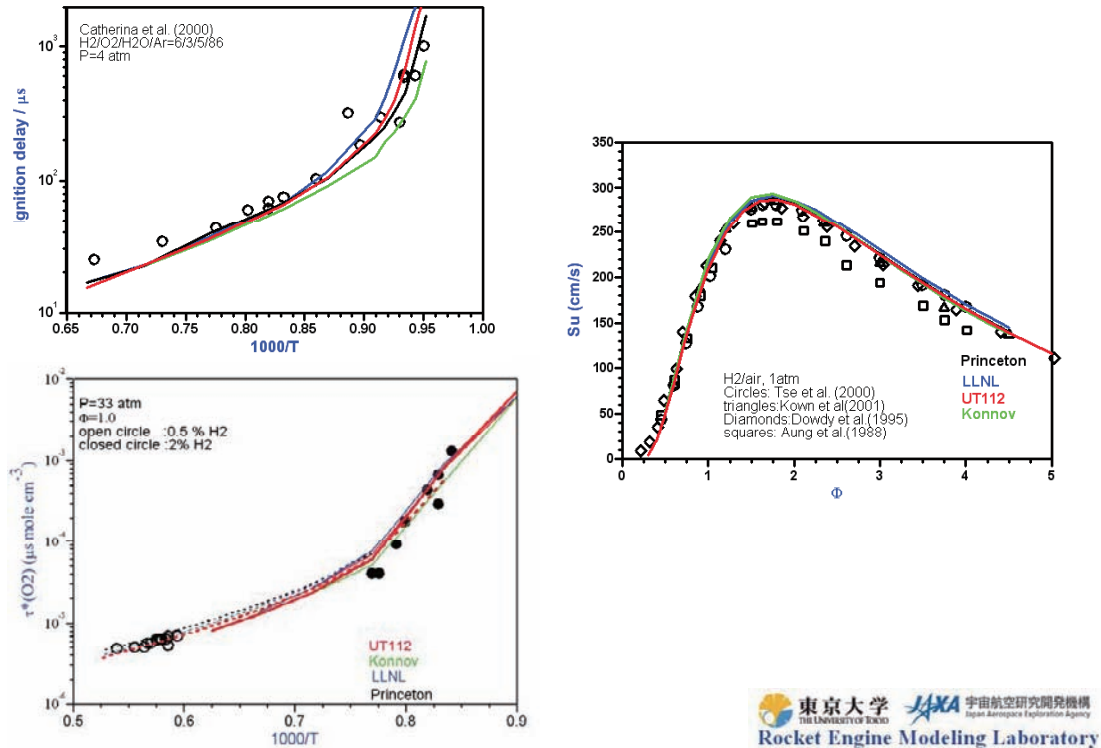 Catherina et al. (2000)
H2/O2/H2O/Ar=6/3/5/86
P=4 atm
gnition delay / μs
10³
10²
10¹
0.65 0.70 0.75 0.80 0.85 0.90 0.95 1.00
1000/T
P=33 atm
Φ=1.0
open circle :0.5 % H2
closed circle :2% H2
τ*(O2) (μs mole cm⁻³)
10⁻²
10⁻³
10⁻⁴
10⁻⁵
10⁻⁶
UT112
Konnov
LLNL
Princeton
0.5 0.6 0.7 0.8 0.9
1000/T
Su (cm/s)
350
300
250
200
150
100
50
0
H2/air, 1atm
Circles: Tse et al. (2000)
triangles:Kown et al(2001)
Diamonds:Dowdy et al.(1995)
squares: Aung et al.(1988)
Princeton
LLNL
UT112
Konnov
0 1 2 3 4 5
Φ
東京大学
THE UNIVERSITY OF TOKYO
JAXA 宇宙航空研究開発機構
Japan Aerospace Exploration Agency
Rocket Engine Modeling Laboratory